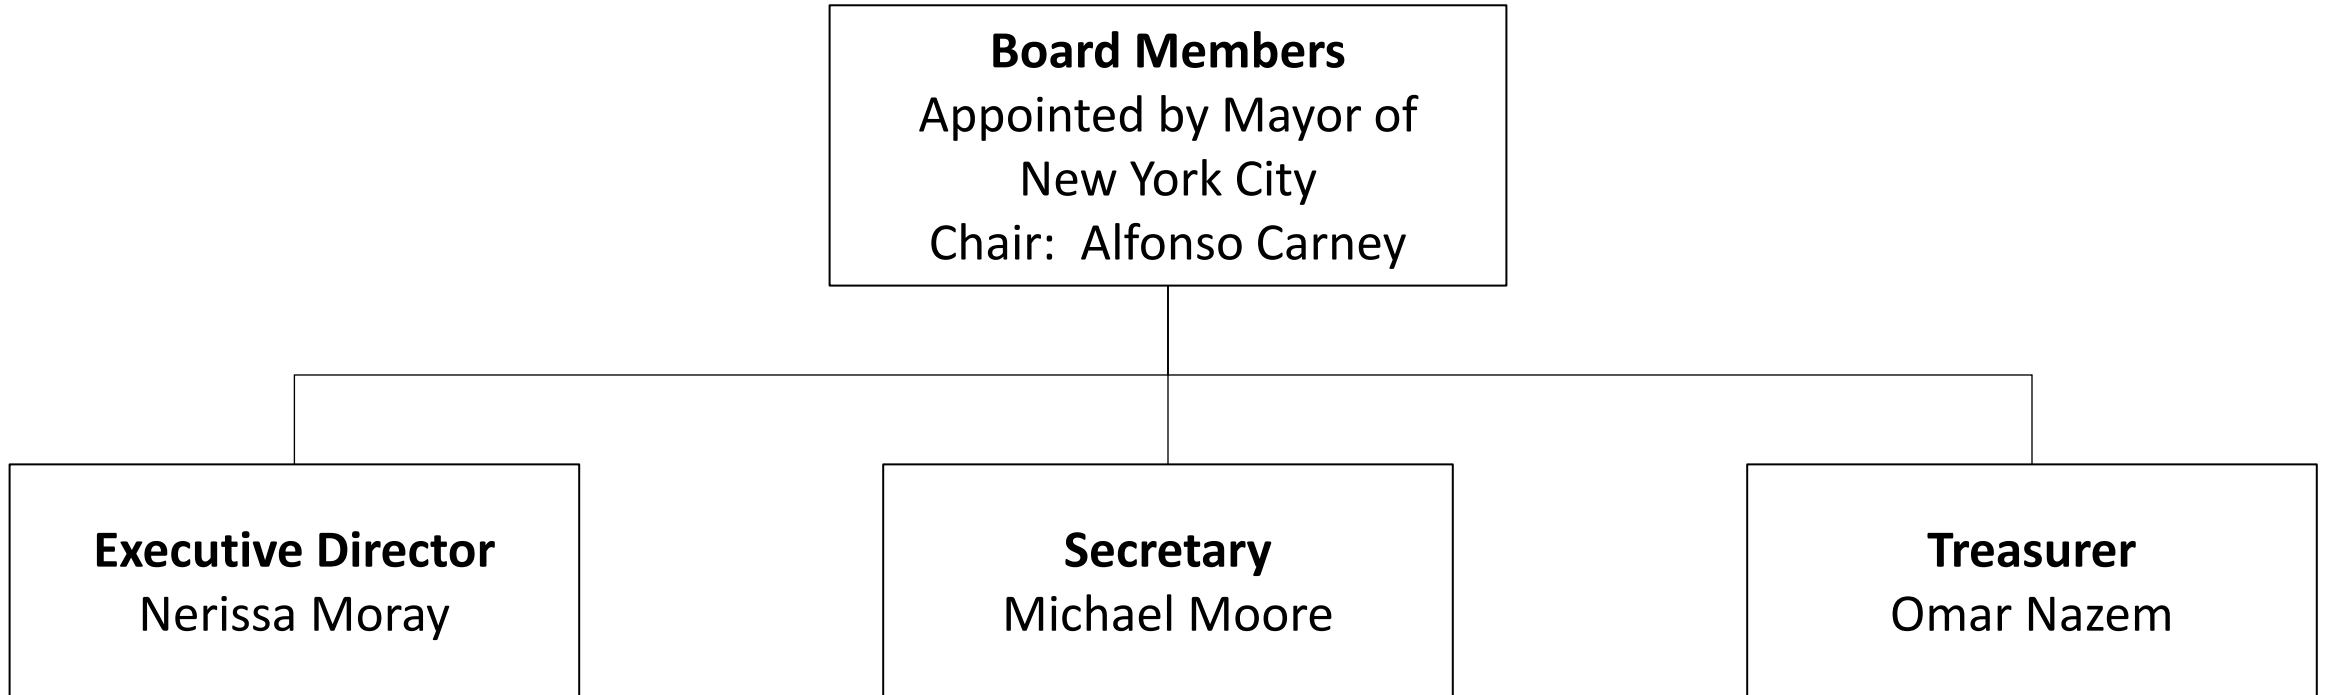 Board Members
Appointed by Mayor of
New York City
Chair:  Alfonso Carney
Executive Director
Nerissa Moray
Secretary
Michael Moore
Treasurer
Omar Nazem